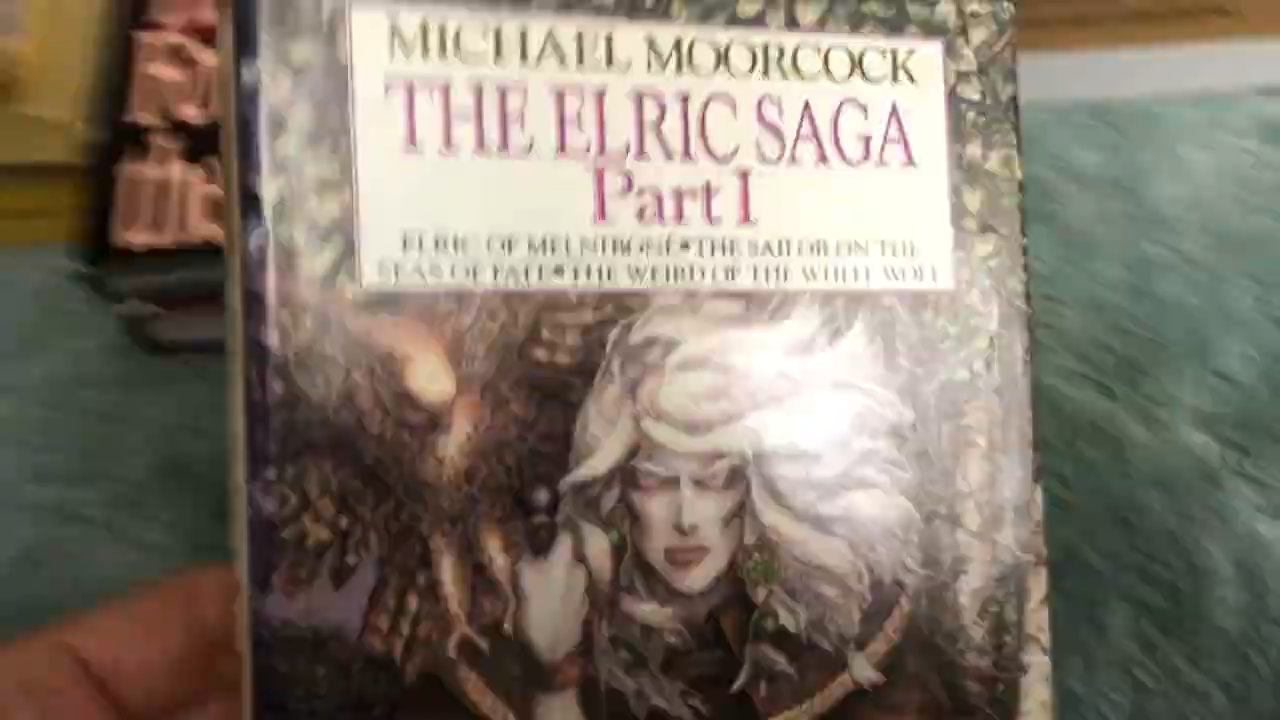 MICHAEL MOORCOCK
THE ELRIC SAGA
Part I
ELRIC OF MELNIBONÉ • THE SAILOR ON THE
SEAS OF FATE • THE WEIRD OF THE WHITE WOLF